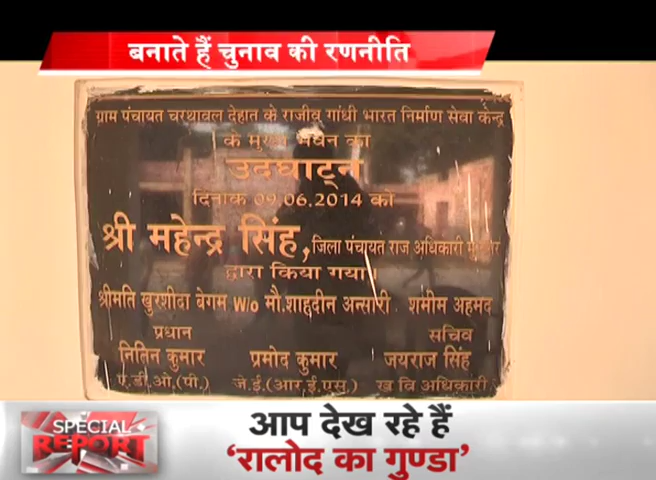 बनाते हैं चुनाव की रणनीति
ग्राम पंचायत चरथावल देहात के राजीव गांधी भारत निर्माण सेवा केन्द्र
के मुख्य भवन का
उदघाट्न
दिनाक 09.06.2014 को
श्री महेन्द्र सिंह, जिला पंचायत राज अधिकारी
द्वारा किया गया।
श्रीमति खुरशीदा बेगम W/o मौ.शाहदीन अन्सारी शमीम अहमद
प्रधान सचिव
नितिन कुमार प्रमोद कुमार जयराज सिंह
ए.डी.ओ.(पी.) जे.ई.(आर.ई.एस.) ख वि अधिकारी
SPECIAL REPORT
आप देख रहे हैं
'रालोद का गुण्डा'